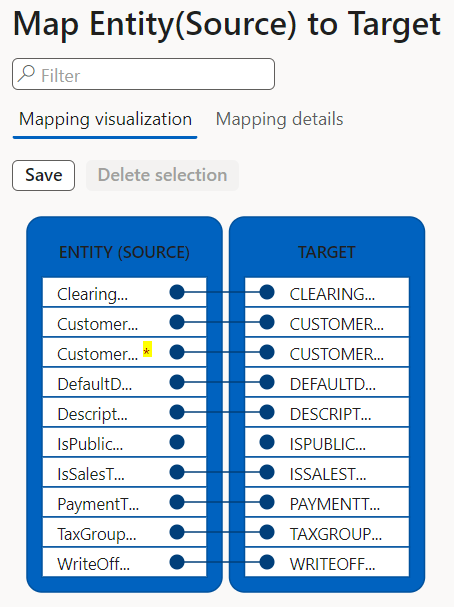 Map Entity(Source) to Target
Filter
Mapping visualization Mapping details
Save Delete selection
ENTITY (SOURCE) TARGET
Clearing... CLEARING...
Customer... CUSTOMER...
Customer... * CUSTOMER...
DefaultD... DEFAULTD...
Descript... DESCRIPT...
IsPublic... ISPUBLIC...
IsSalesT... ISSALEST...
PaymentT... PAYMENTT...
TaxGroup... TAXGROUP...
WriteOff... WRITEOFF...